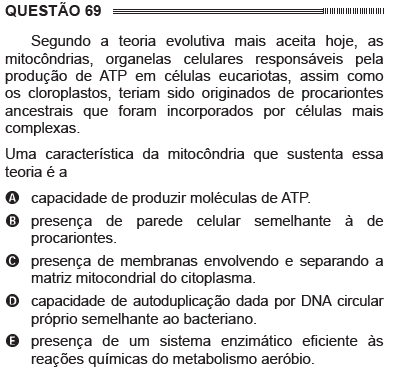 QUESTÃO 69
Segundo a teoria evolutiva mais aceita hoje, as
mitocôndrias, organelas celulares responsáveis pela
produção de ATP em células eucariotas, assim como
os cloroplastos, teriam sido originados de procariontes
ancestrais que foram incorporados por células mais
complexas.
Uma característica da mitocôndria que sustenta essa
teoria é a
A capacidade de produzir moléculas de ATP.
B presença de parede celular semelhante à de
procariontes.
C presença de membranas envolvendo e separando a
matriz mitocondrial do citoplasma.
D capacidade de autoduplicação dada por DNA circular
próprio semelhante ao bacteriano.
E presença de um sistema enzimático eficiente às
reações químicas do metabolismo aeróbio.